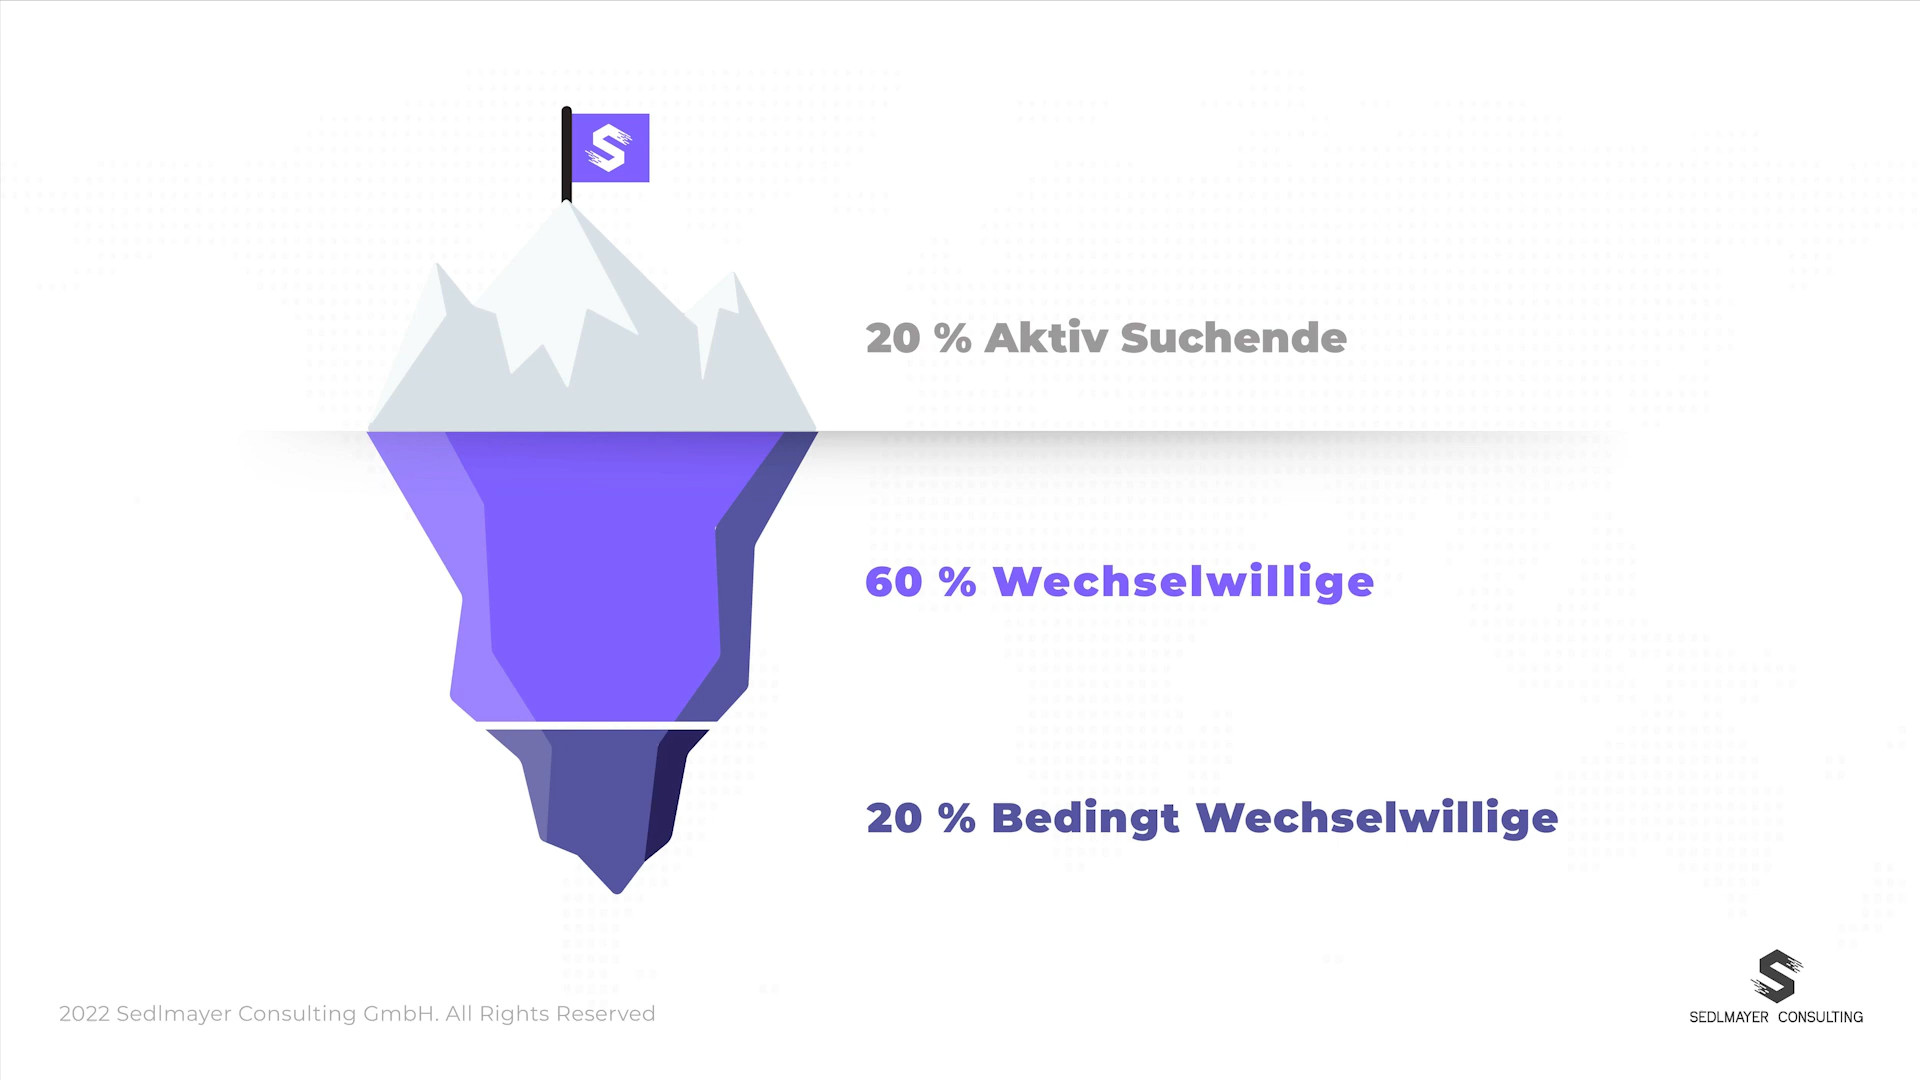 S
20 % Aktiv Suchende
60 % Wechselwillige
20 % Bedingt Wechselwillige
S
SEDLMAYER CONSULTING
2022 Sedlmayer Consulting GmbH. All Rights Reserved